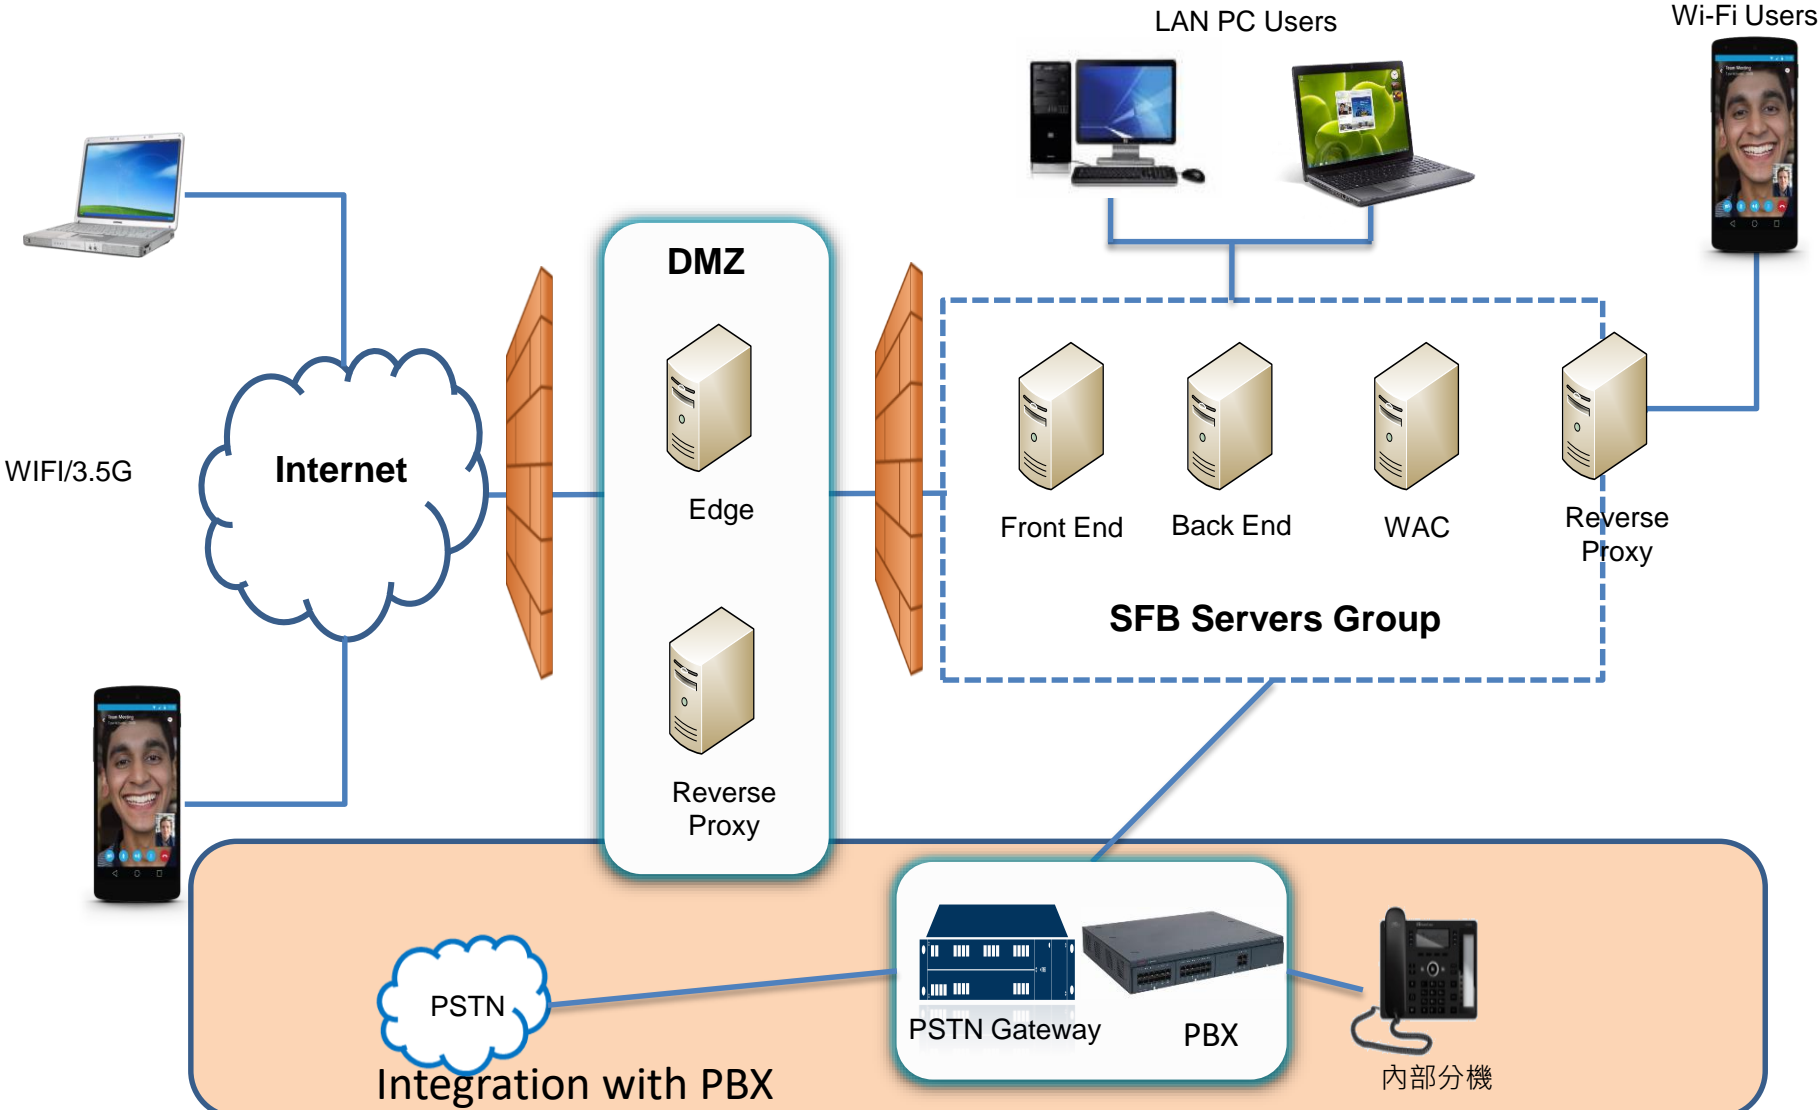 LAN PC Users
Wi-Fi Users
DMZ
WIFI/3.5G
Internet
Edge
Front End
Back End
WAC
Reverse
Proxy
SFB Servers Group
Reverse
Proxy
PSTN
PSTN Gateway
PBX
內部分機
Integration with PBX